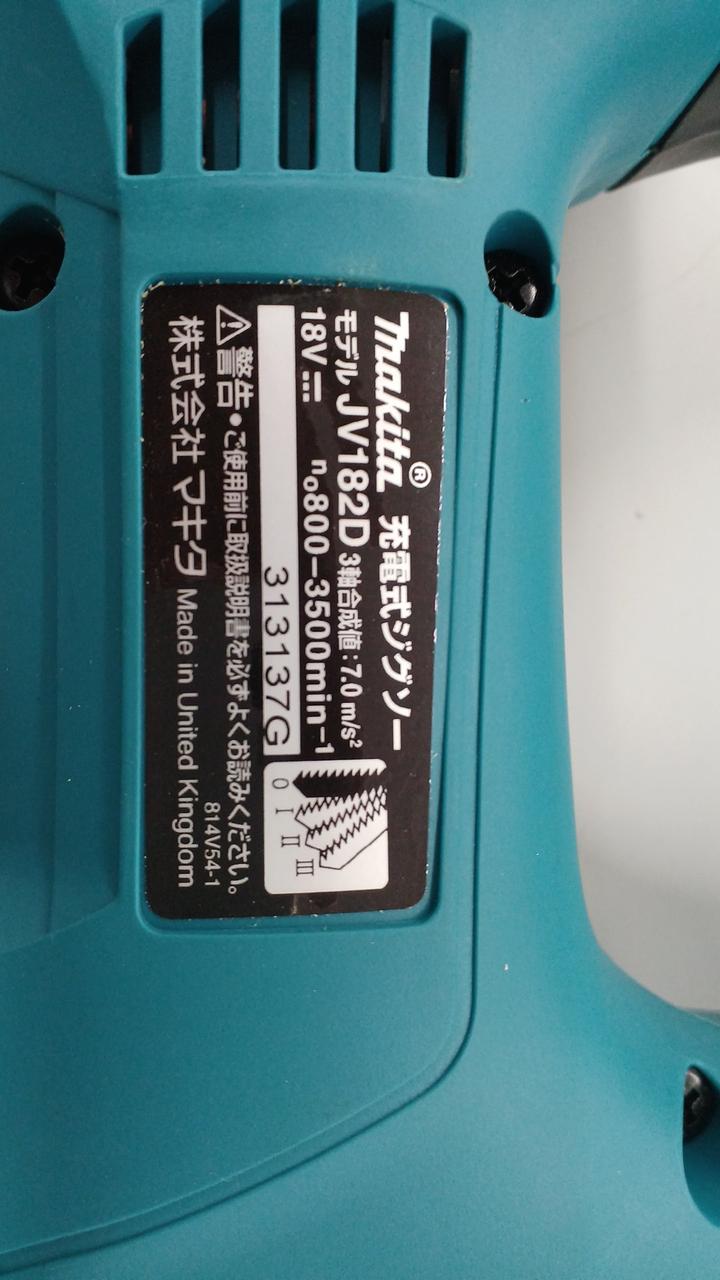 Makita® 充電式ジグソー
モデル JV182D 3軸合成値:7.0 m/s²
18V⎓ n₀800−3500min⁻¹
313137G
0 I II III
⚠警告•ご使用前に取扱説明書を必ずよくお読みください。
814V54-1
株式会社 マキタ Made in United Kingdom